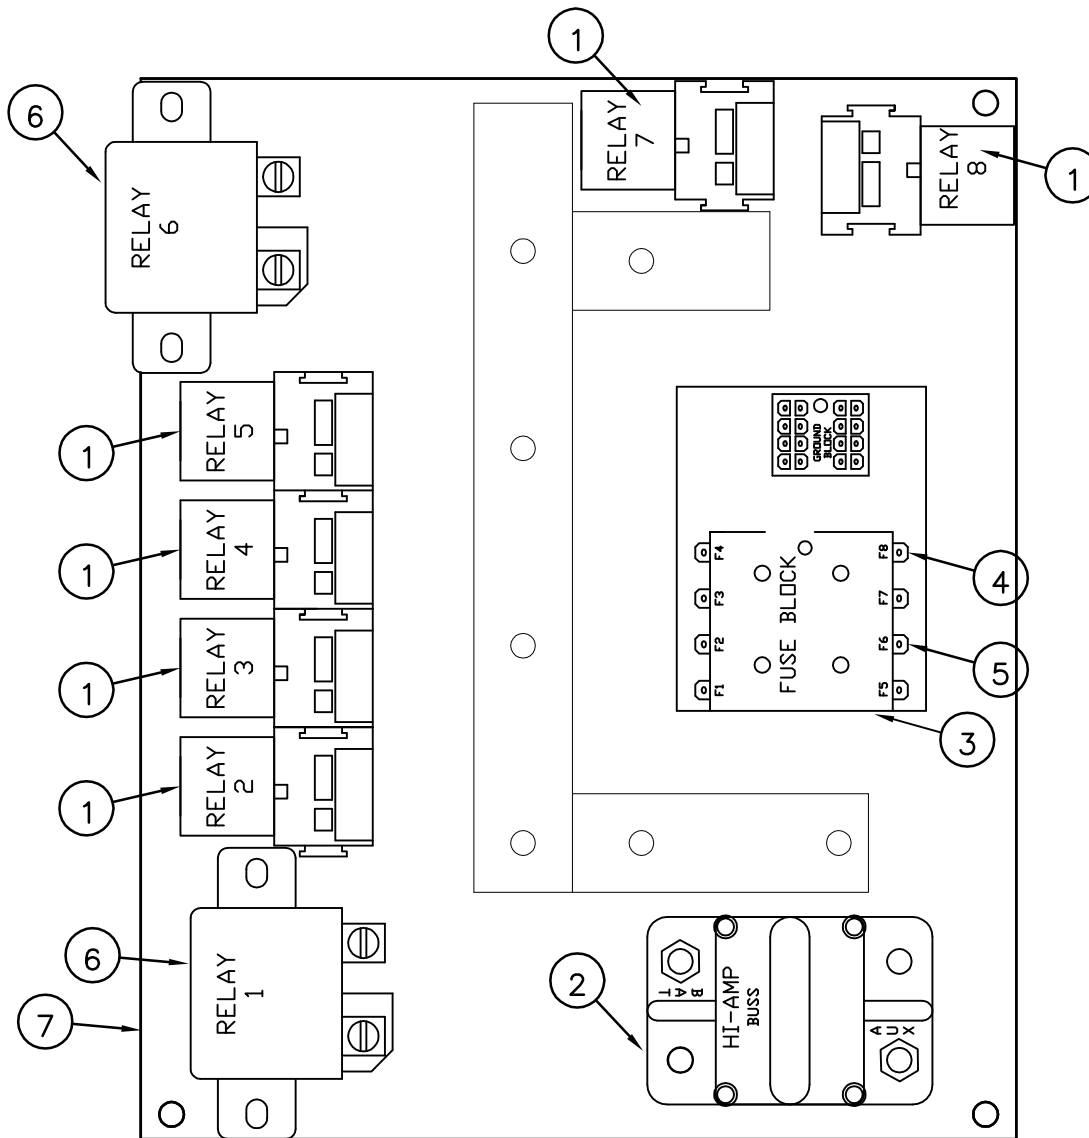 1
6
RELAY
7
RELAY
8
1
RELAY
6
RELAY
5
1
GROUND
BLOCK
RELAY
4
1
F4
F8
4
F3
F7
FUSE BLOCK
F2
F6
5
F1
F5
RELAY
3
1
3
RELAY
2
1
6
RELAY
1
7
2
BAT
HI-AMP
BUSS
AUX